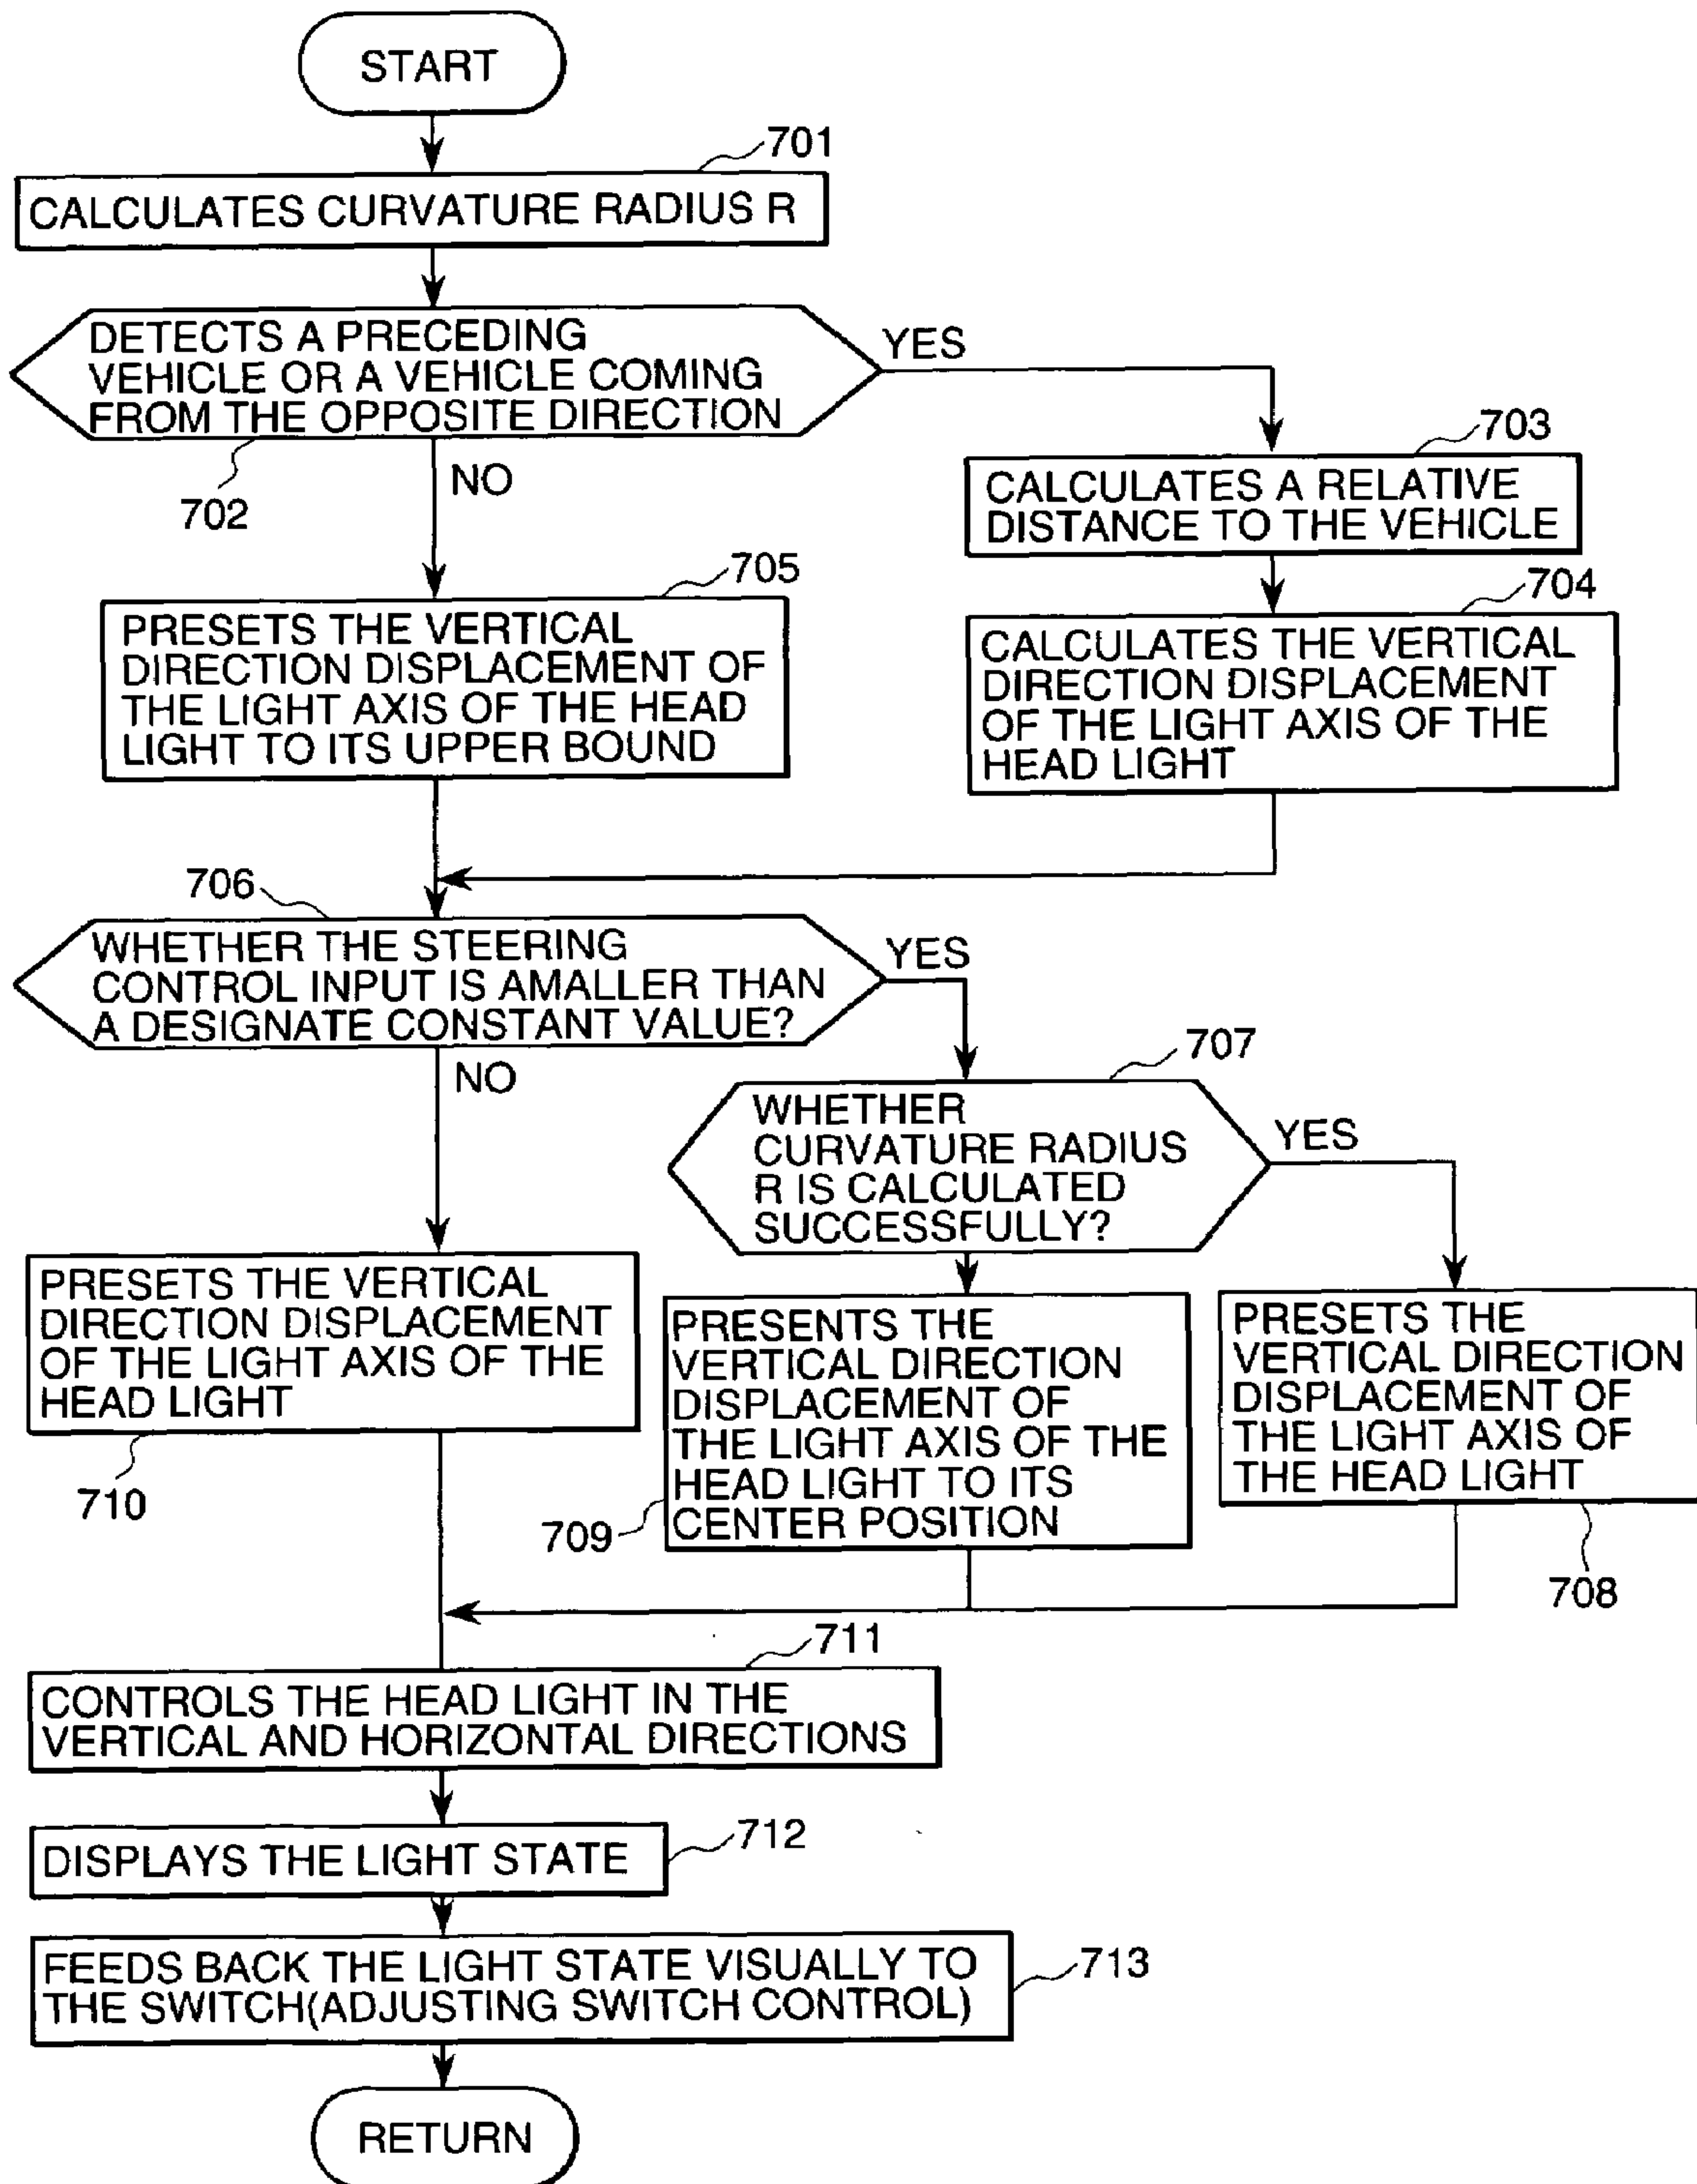 START
701
CALCULATES CURVATURE RADIUS R
DETECTS A PRECEDING
VEHICLE OR A VEHICLE COMING
FROM THE OPPOSITE DIRECTION
YES
702
NO
703
CALCULATES A RELATIVE
DISTANCE TO THE VEHICLE
705
PRESETS THE VERTICAL
DIRECTION DISPLACEMENT OF
THE LIGHT AXIS OF THE HEAD
LIGHT TO ITS UPPER BOUND
704
CALCULATES THE VERTICAL
DIRECTION DISPLACEMENT
OF THE LIGHT AXIS OF THE
HEAD LIGHT
706
WHETHER THE STEERING
CONTROL INPUT IS AMALLER THAN
A DESIGNATE CONSTANT VALUE?
YES
NO
707
WHETHER
CURVATURE RADIUS
R IS CALCULATED
SUCCESSFULLY?
YES
PRESETS THE VERTICAL
DIRECTION DISPLACEMENT
OF THE LIGHT AXIS OF THE
HEAD LIGHT
710
PRESENTS THE
VERTICAL DIRECTION
DISPLACEMENT OF
THE LIGHT AXIS OF THE
HEAD LIGHT TO ITS
CENTER POSITION
709
PRESETS THE
VERTICAL DIRECTION
DISPLACEMENT OF
THE LIGHT AXIS OF
THE HEAD LIGHT
708
711
CONTROLS THE HEAD LIGHT IN THE
VERTICAL AND HORIZONTAL DIRECTIONS
712
DISPLAYS THE LIGHT STATE
FEEDS BACK THE LIGHT STATE VISUALLY TO
THE SWITCH(ADJUSTING SWITCH CONTROL)
713
RETURN